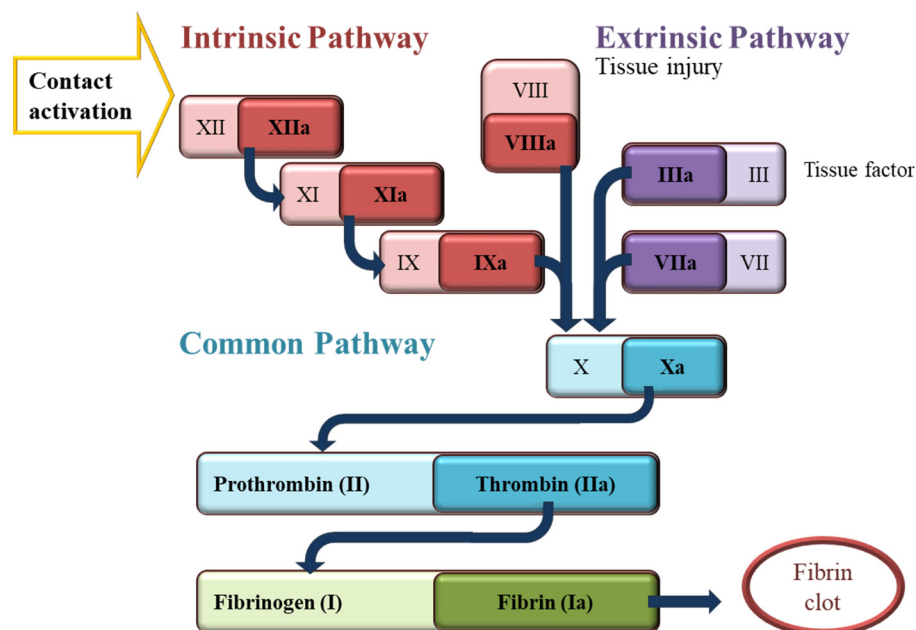 Intrinsic Pathway
Extrinsic Pathway
Tissue injury
Contact
activation
VIII
VIIIa
XII
XIIa
IIIa
III
Tissue factor
XI
XIa
IX
IXa
VIIa
VII
Common Pathway
X
Xa
Prothrombin (II)
Thrombin (IIa)
Fibrinogen (I)
Fibrin (Ia)
Fibrin
clot